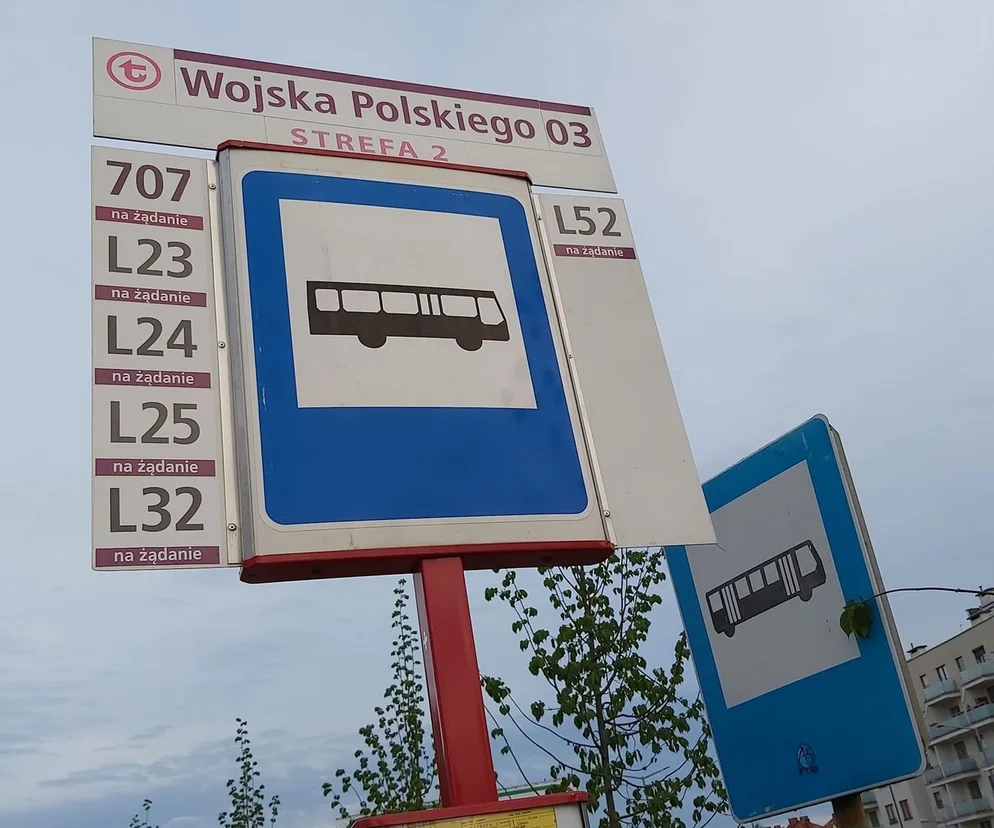 Wojska Polskiego 03
STREFA 2
707
na żądanie
L23
na żądanie
L24
na żądanie
L25
na żądanie
L32
na żądanie
L52
na żądanie